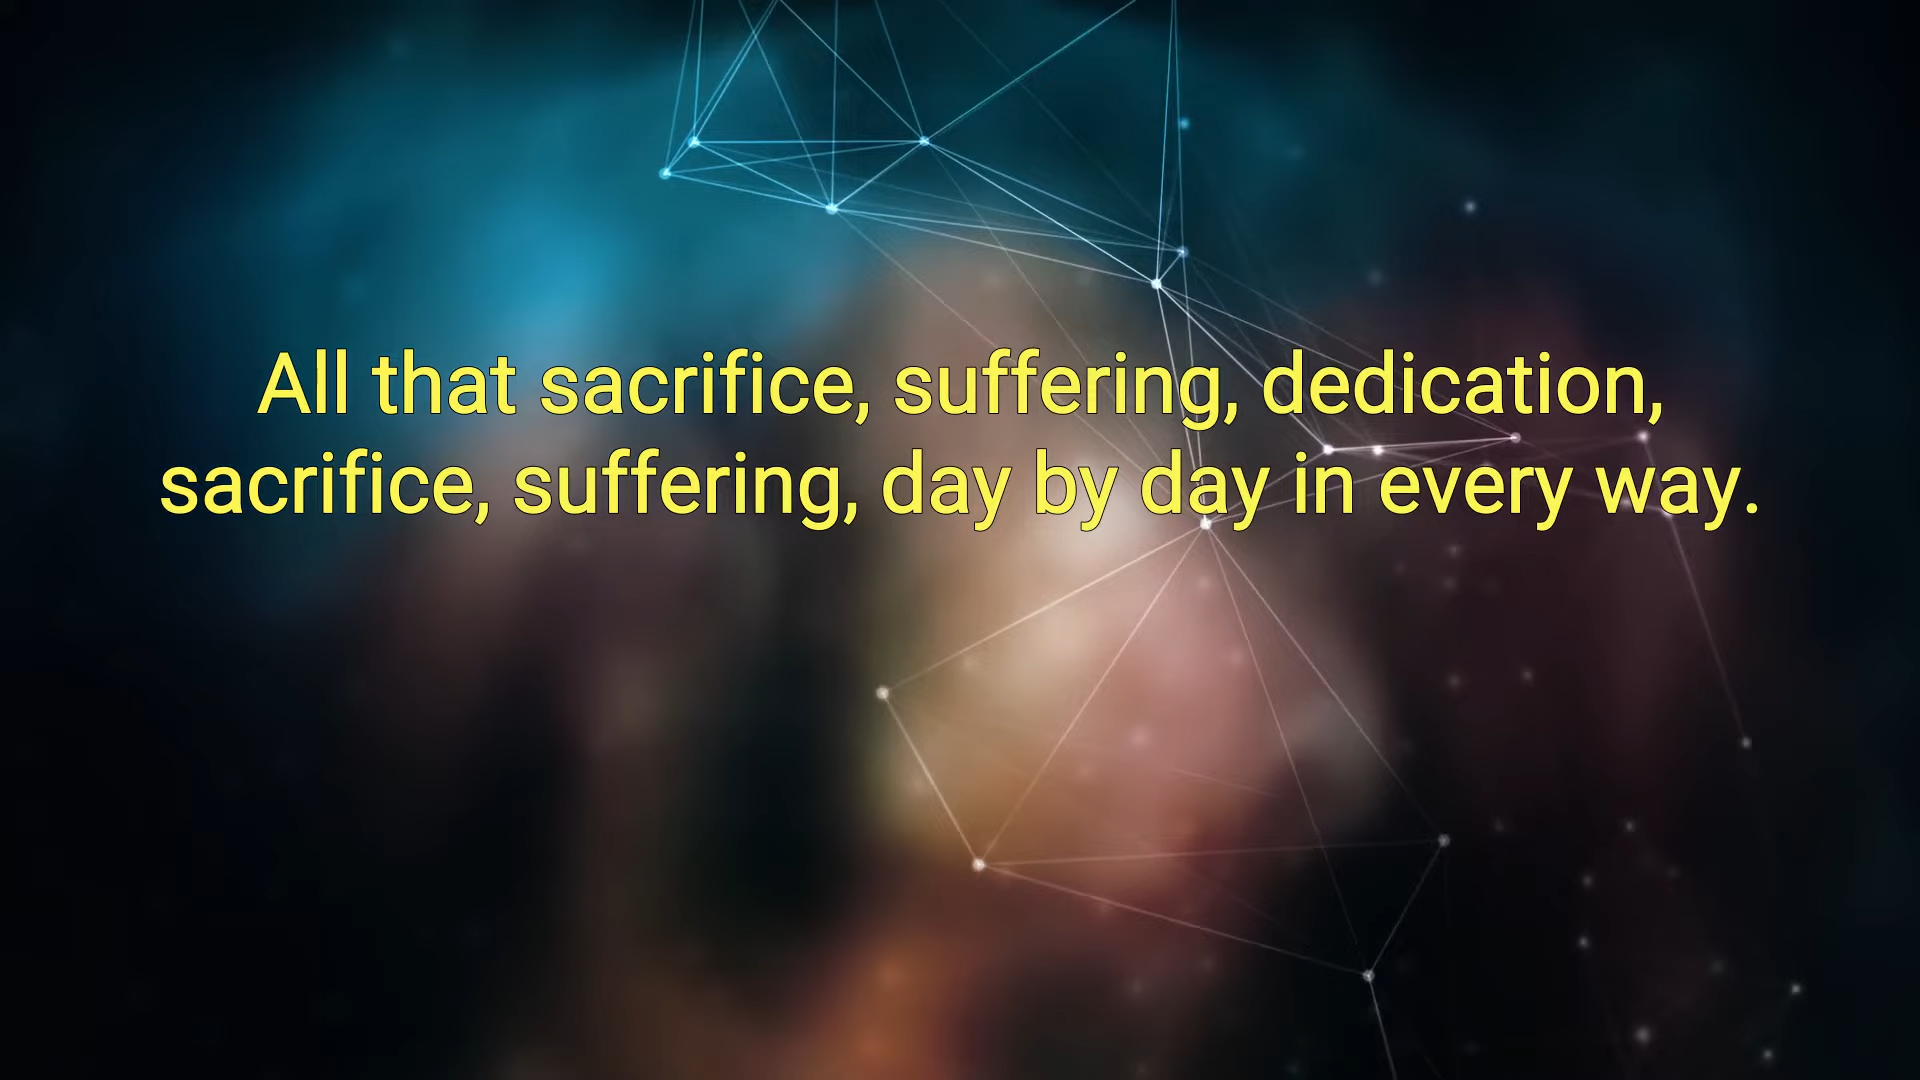 All that sacrifice, suffering, dedication,
sacrifice, suffering, day by day in every way.